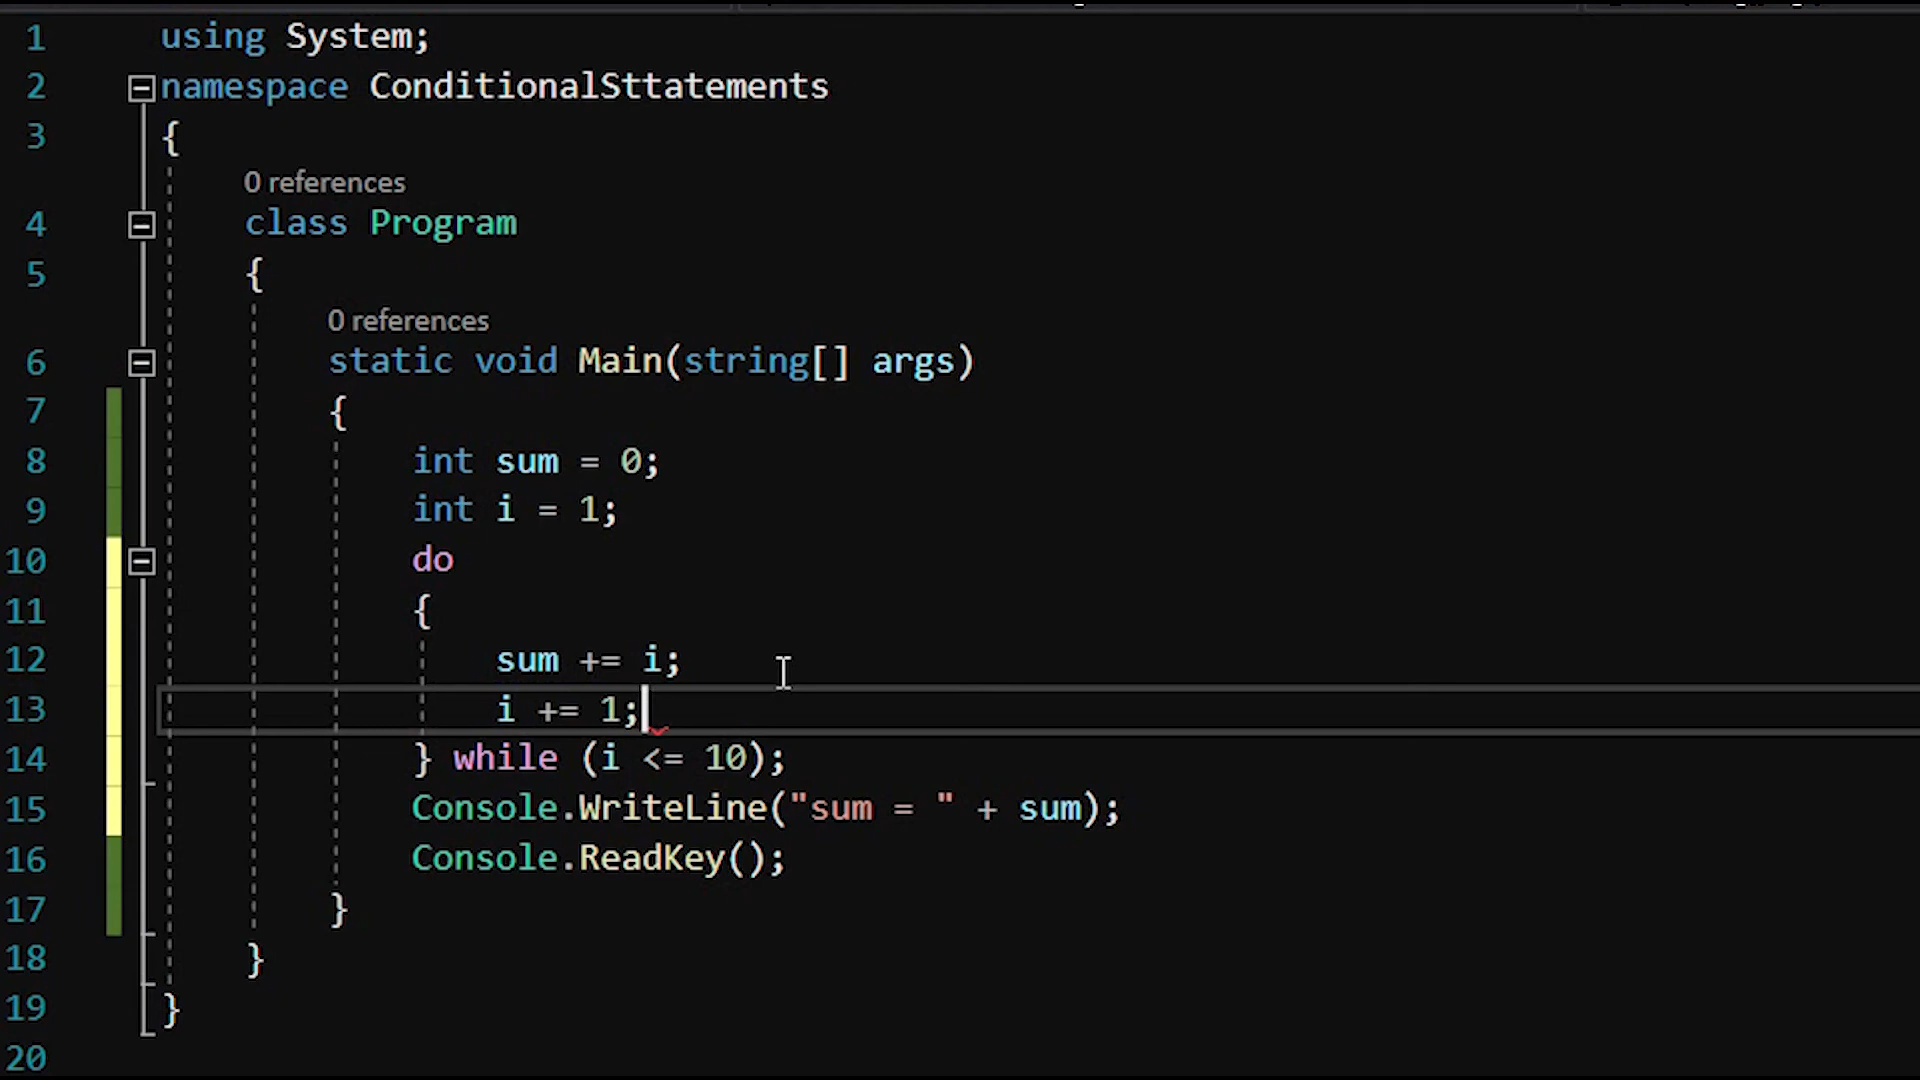 1 using System;
2 namespace ConditionalSttatements
3 {
0 references
4 class Program
5 {
0 references
6 static void Main(string[] args)
7 {
8 int sum = 0;
9 int i = 1;
10 do
11 {
12 sum += i;
13 i += 1;
14 } while (i <= 10);
15 Console.WriteLine("sum = " + sum);
16 Console.ReadKey();
17 }
18 }
19 }
20